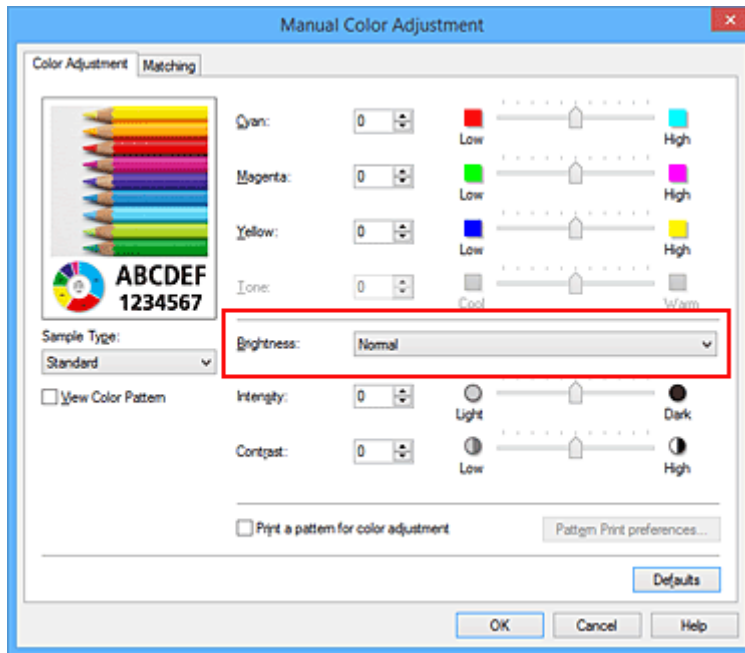 Manual Color Adjustment
Color Adjustment
Matching
ABCDEF
1234567
Sample Type:
Standard
View Color Pattern
Cyan:
0
Low
High
Magenta:
0
Low
High
Yellow:
0
Low
High
Tone:
0
Cool
Warm
Brightness:
Normal
Intensity:
0
Light
Dark
Contrast:
0
Low
High
Print a pattern for color adjustment
Pattern Print preferences...
Defaults
OK
Cancel
Help